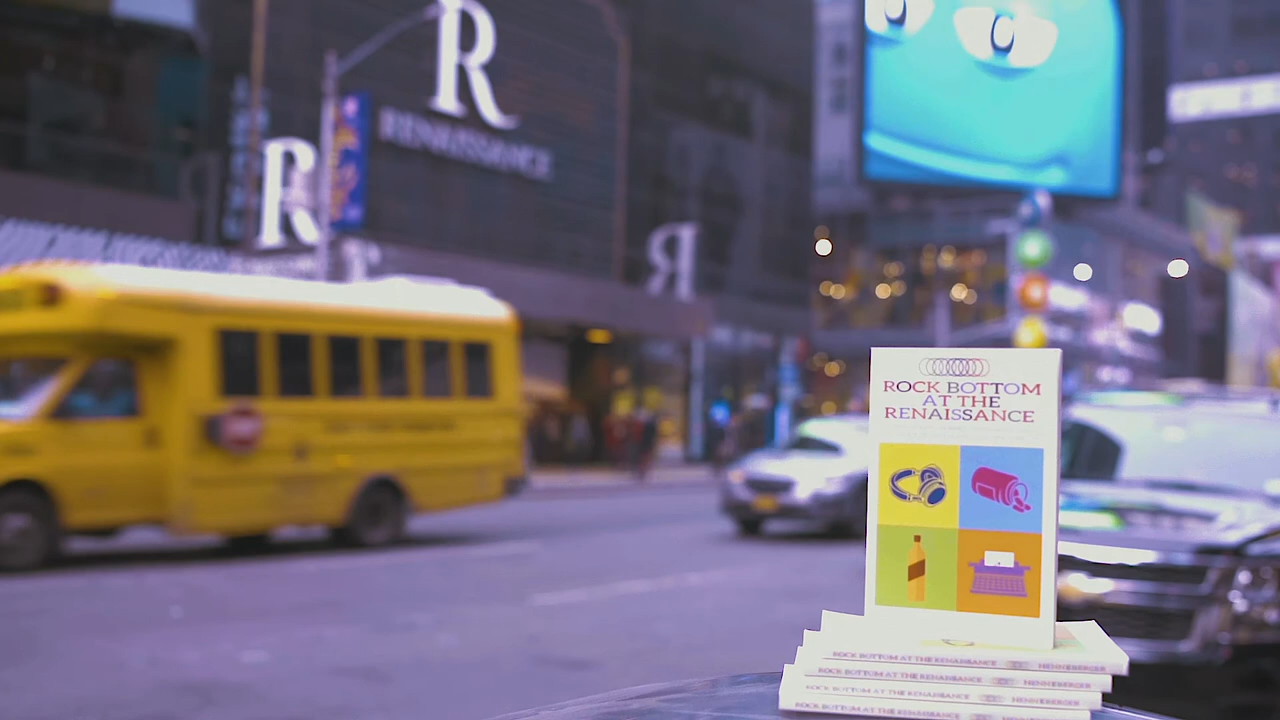 R
RENAISSANCE
R
R
ROCK BOTTOM
AT THE
RENAISSANCE
ROCK BOTTOM AT THE RENAISSANCE HENNEBERGER
ROCK BOTTOM AT THE RENAISSANCE HENNEBERGER
ROCK BOTTOM AT THE RENAISSANCE HENNEBERGER
ROCK BOTTOM AT THE RENAISSANCE